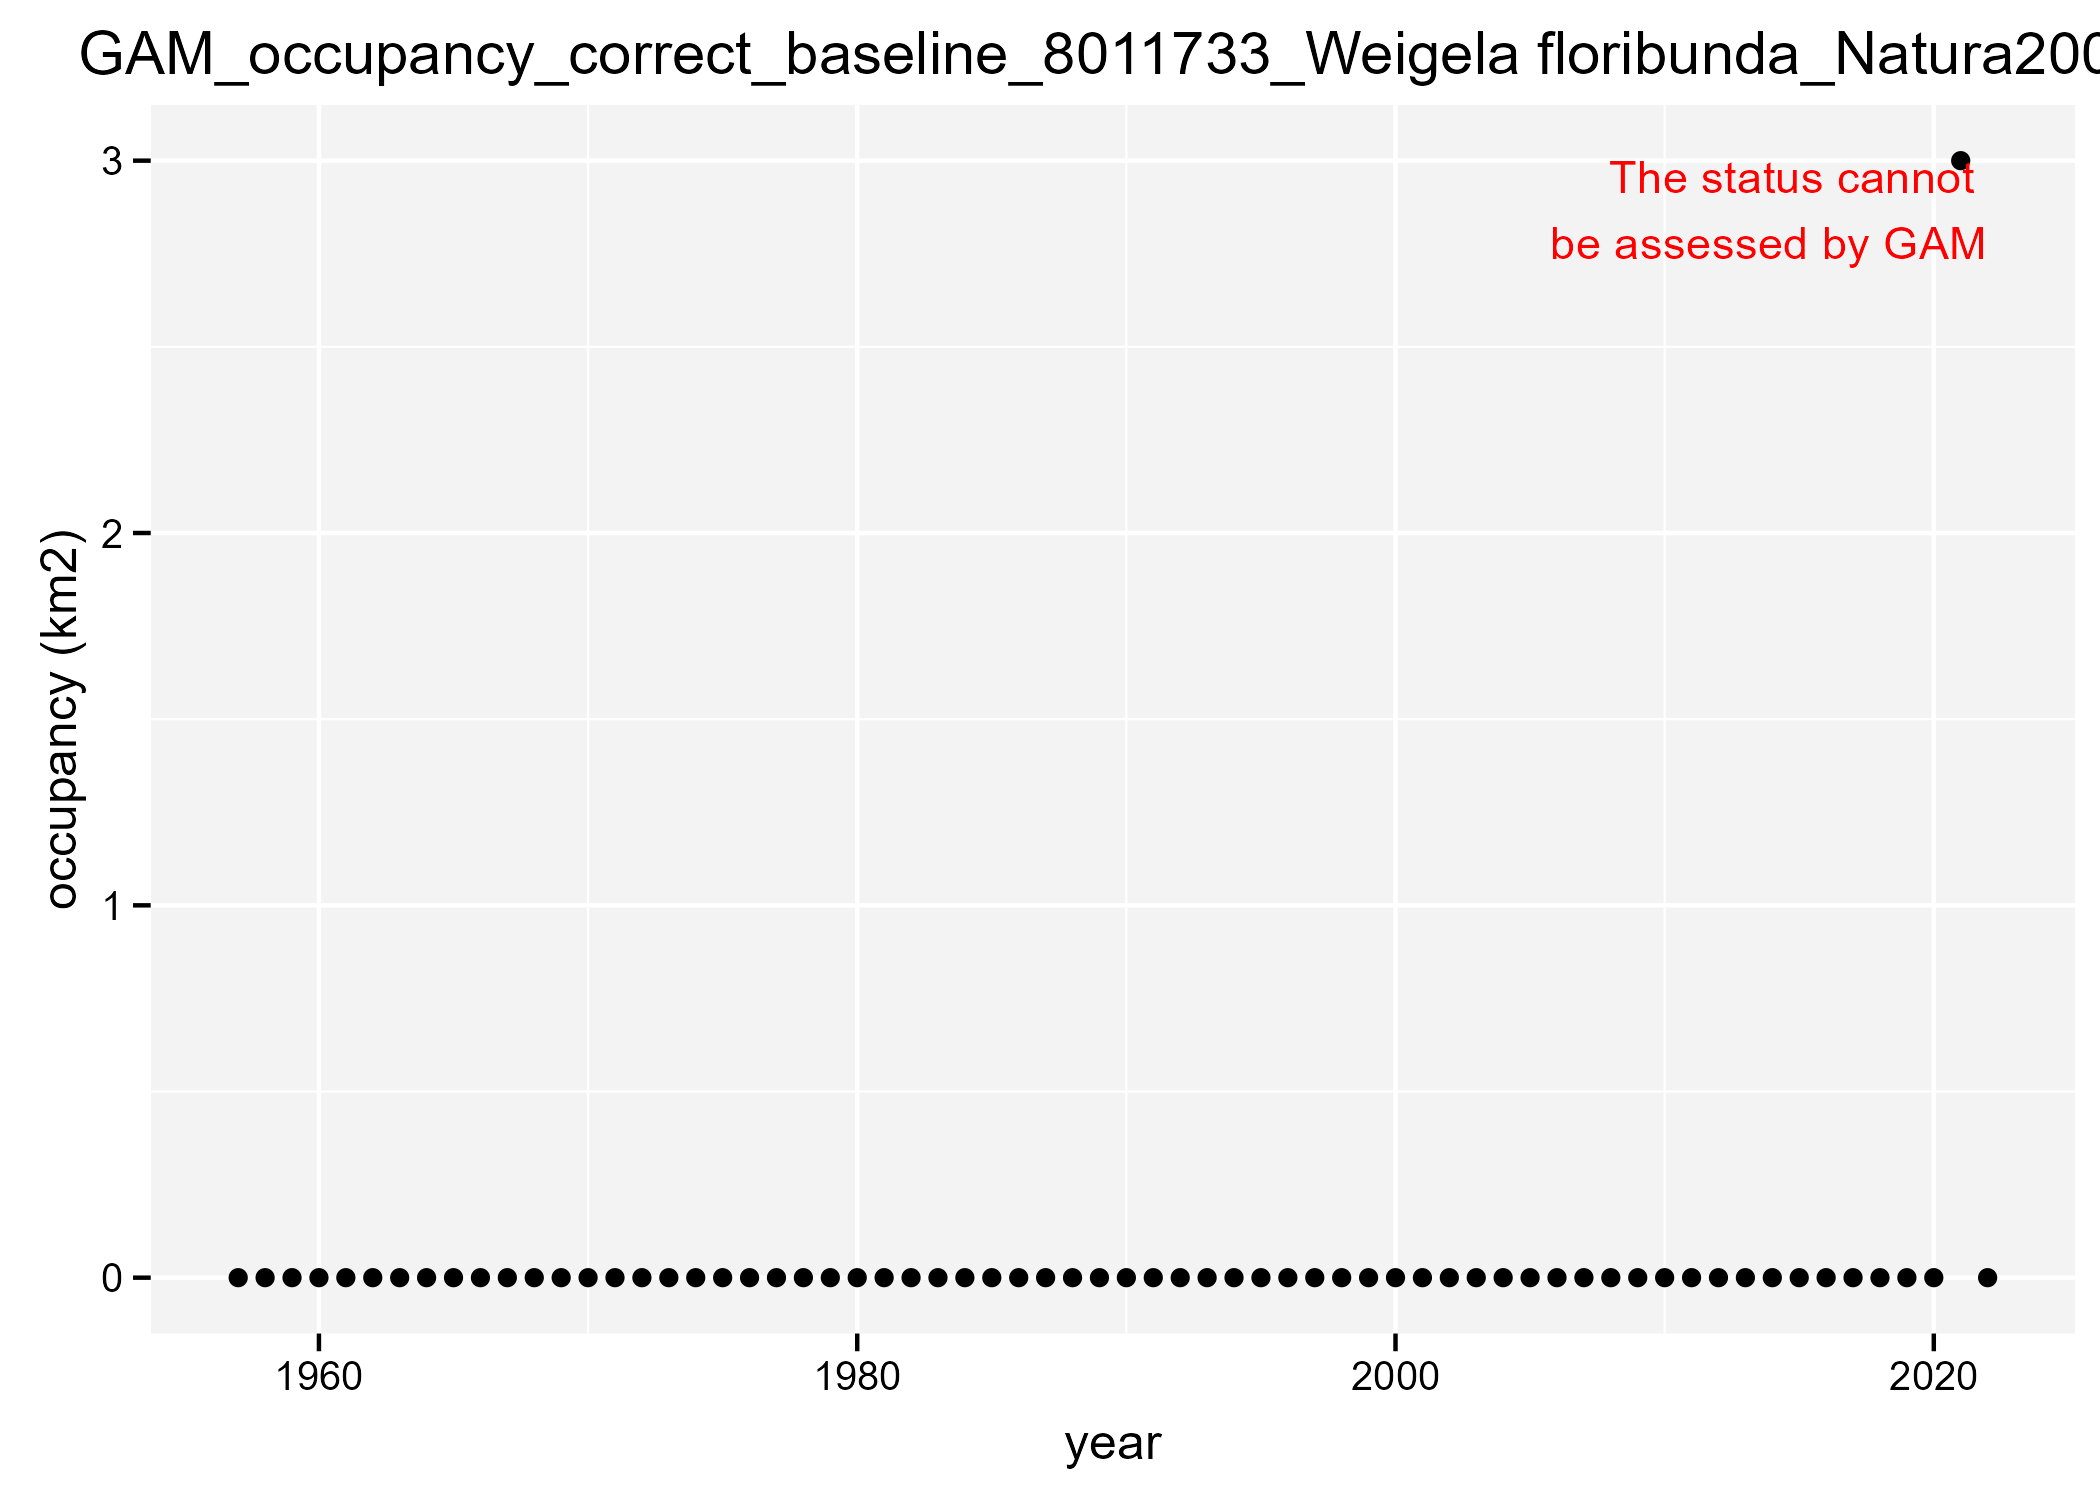 GAM_occupancy_correct_baseline_8011733_Weigela floribunda_Natura200
3
The status cannot
be assessed by GAM
2
occupancy (km2)
1
0
1960 1980 2000 2020
year